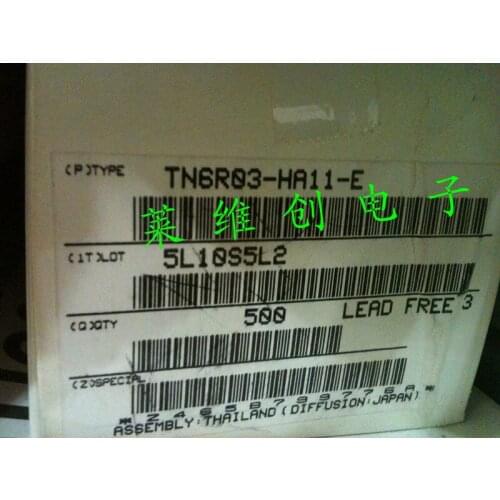 (P)TYPE TN6R03-HA11-E
莱维创电子
(1T)LOT 5L10S5L2
(Q)QTY 500 LEAD FREE 3
(Z)SPECIAL
ASSEMBLY:THAILAND(DIFFUSION:JAPAN)